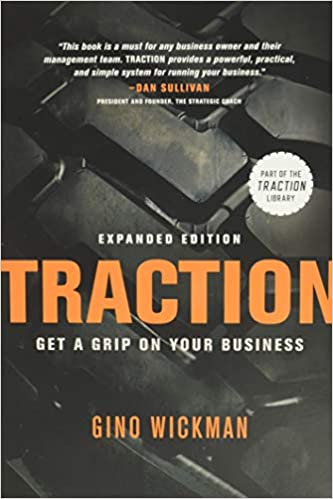 "This book is a must for any business owner and their
management team. TRACTION provides a powerful, practical,
and simple system for running your business."
–DAN SULLIVAN
PRESIDENT AND FOUNDER, THE STRATEGIC COACH
PART OF THE
TRACTION
LIBRARY
EXPANDED EDITION
TRACTION
GET A GRIP ON YOUR BUSINESS
GINO WICKMAN